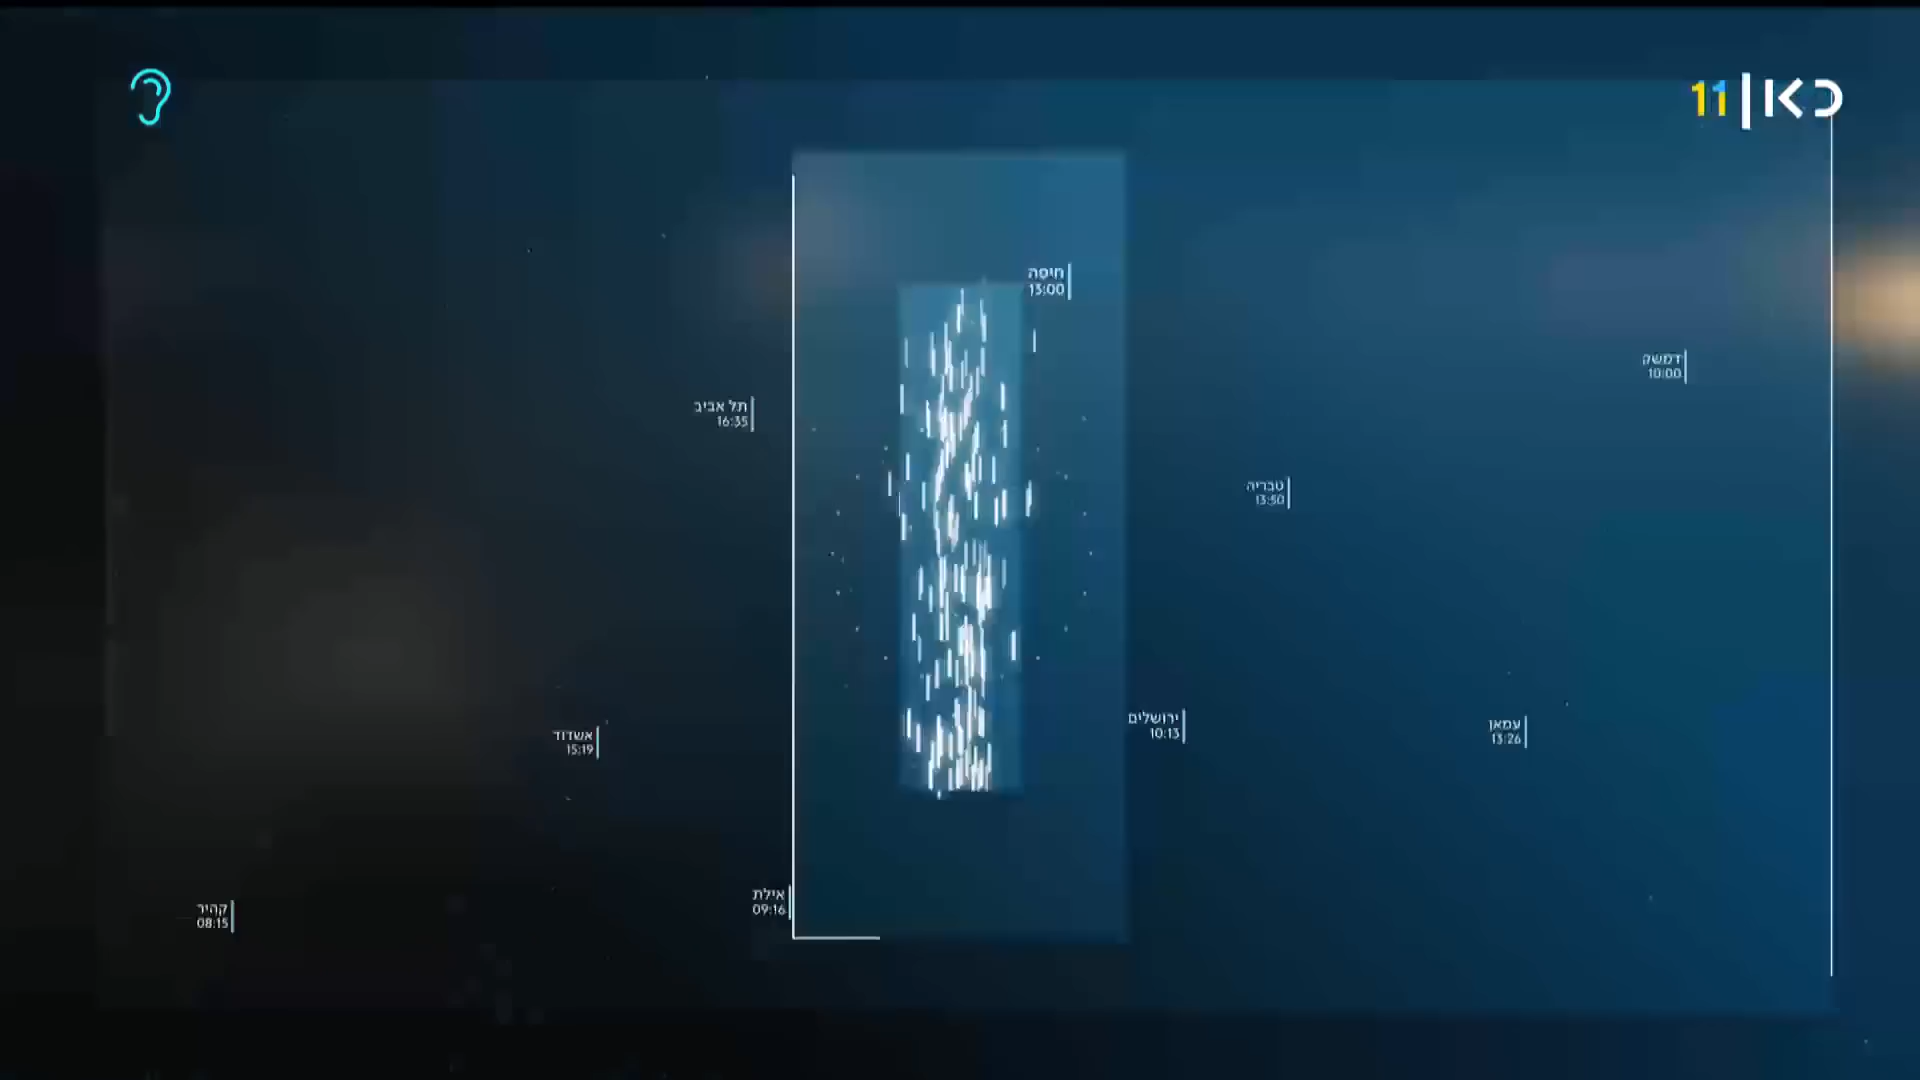 כאן | 11
חיפה
13:00
דמשק
10:00
תל אביב
16:35
טבריה
13:50
ירושלים
10:13
עמאן
13:26
אשדוד
15:19
אילת
09:16
קהיר
08:15